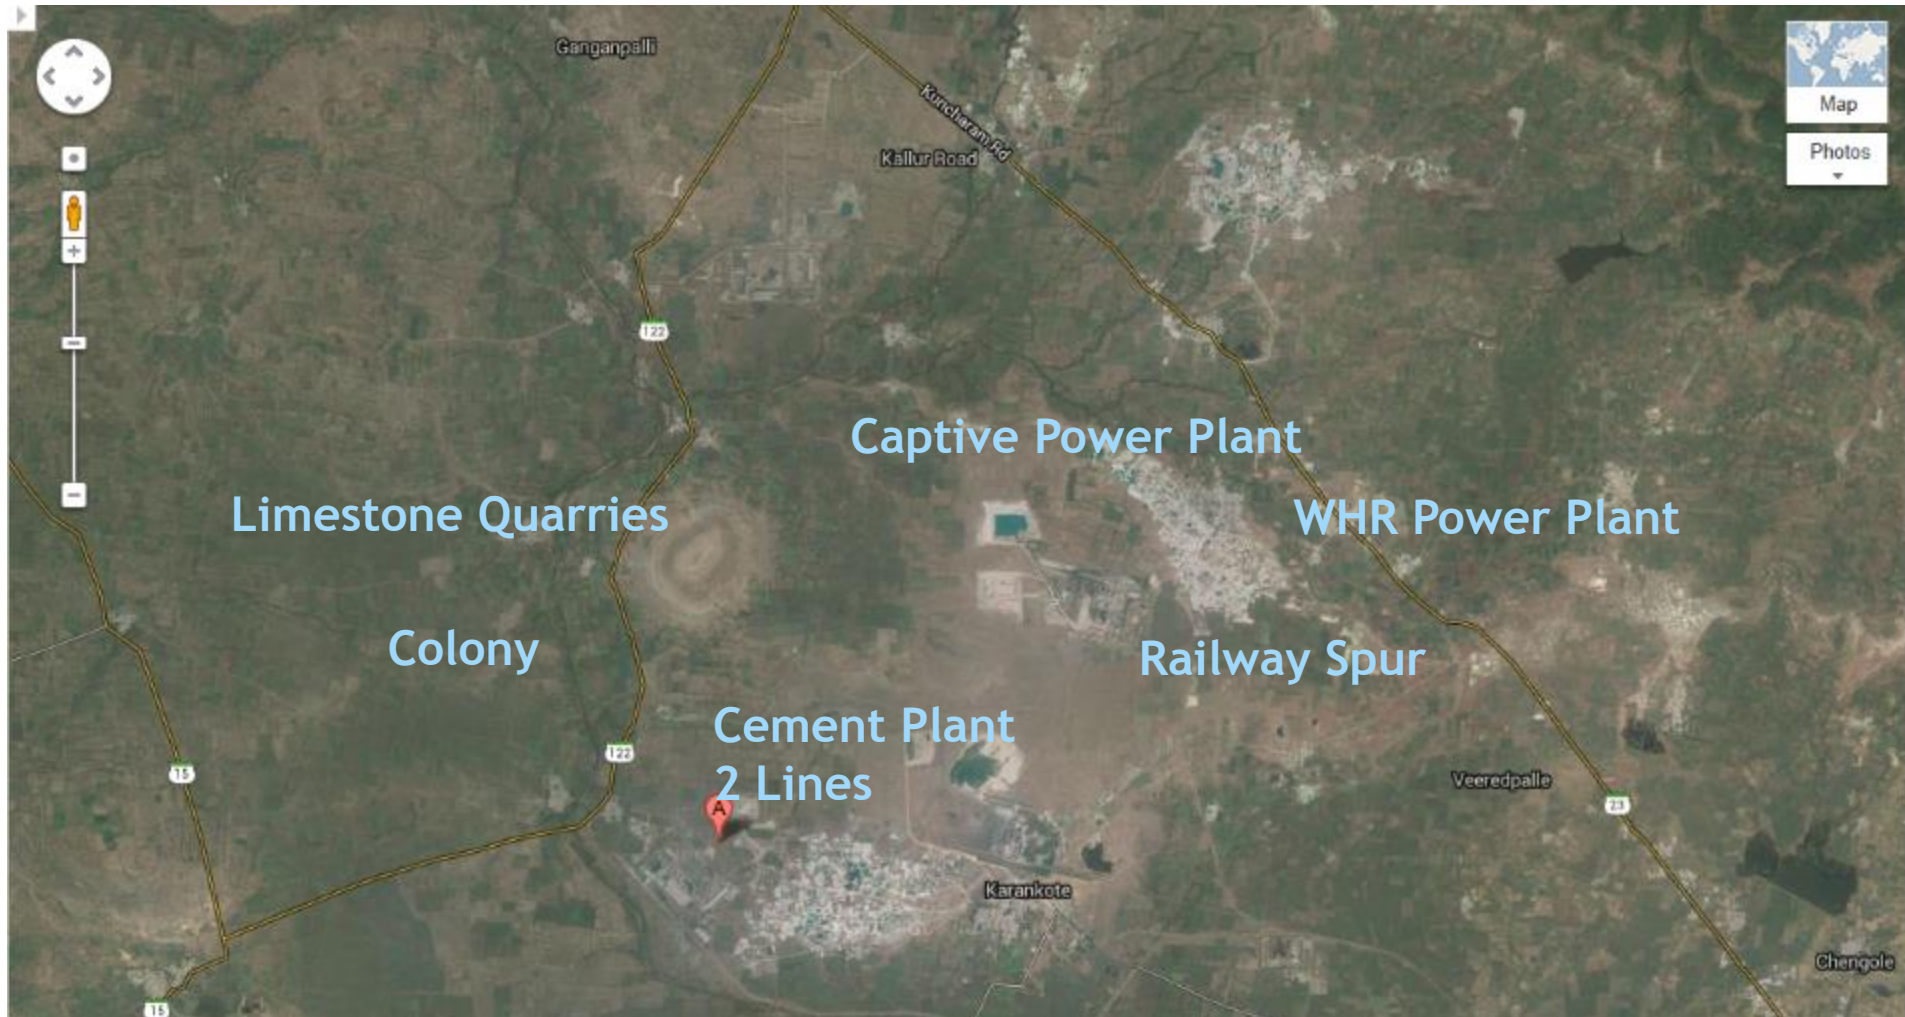 Ganganpalli
Map
Kuncharam Rd
Kallur Road
Photos
122
Captive Power Plant
Limestone Quarries
WHR Power Plant
Colony
Railway Spur
Cement Plant
2 Lines
122
15
Veeredpalle
23
A
Karankote
Chengole
15